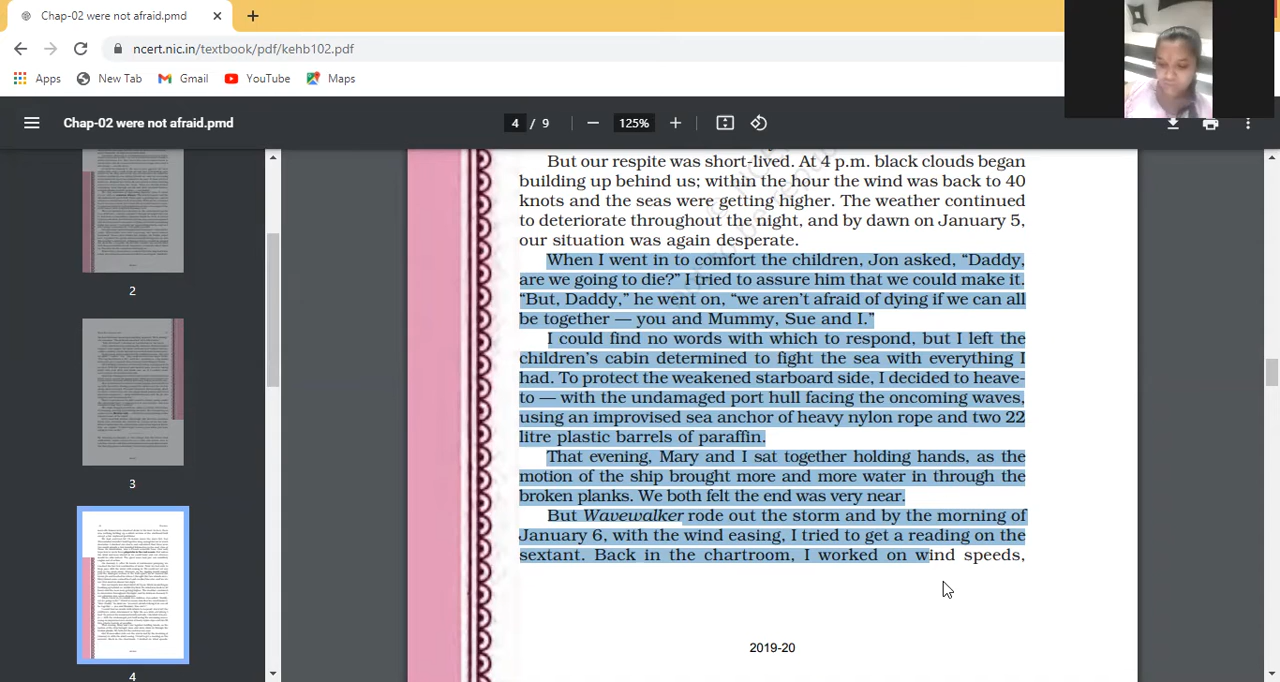 Chap-02 were not afraid.pmd
ncert.nic.in/textbook/pdf/kehb102.pdf
Apps New Tab Gmail YouTube Maps
Chap-02 were not afraid.pmd 4 / 9 125%
But our respite was short-lived. At 4 p.m. black clouds began
building up behind us; within the hour the wind was back to 40
knots and the seas were getting higher. The weather continued
to deteriorate throughout the night, and by dawn on January 5,
our situation was again desperate.
When I went in to comfort the children, Jon asked, “Daddy,
are we going to die?” I tried to assure him that we could make it.
“But, Daddy,” he went on, “we aren’t afraid of dying if we can all
be together — you and Mummy, Sue and I.”
I could find no words with which to respond, but I left the
children’s cabin determined to fight the sea with everything I
had. To protect the weakened starboard side, I decided to heave-
to — with the undamaged port hull facing the oncoming waves,
using an improvised sea anchor of heavy nylon rope and two 22
litre plastic barrels of paraffin.
That evening, Mary and I sat together holding hands, as the
motion of the ship brought more and more water in through the
broken planks. We both felt the end was very near.
But Wavewalker rode out the storm and by the morning of
January 6, with the wind easing, I tried to get a reading on the
sextant. Back in the chartroom, I worked on wind speeds,
2019-20
2
3
4